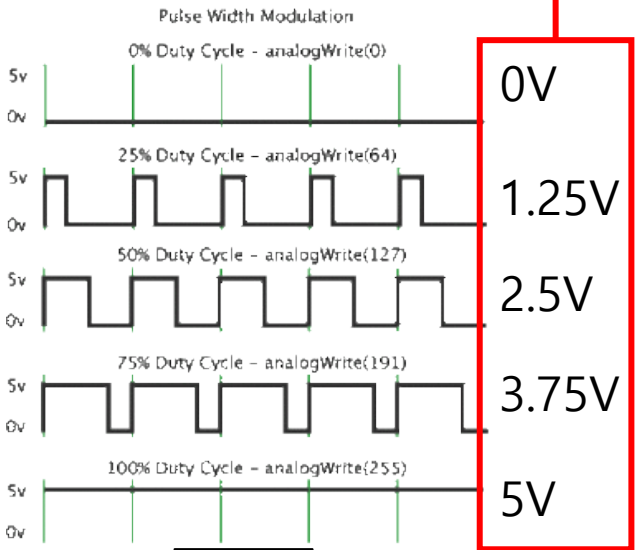 Pulse Width Modulation
0% Duty Cycle - analogWrite(0)
5v
0V
0v
25% Duty Cycle - analogWrite(64)
5v
1.25V
0v
50% Duty Cycle - analogWrite(127)
5v
2.5V
0v
75% Duty Cycle - analogWrite(191)
5v
3.75V
0v
100% Duty Cycle - analogWrite(255)
5v
5V
0v